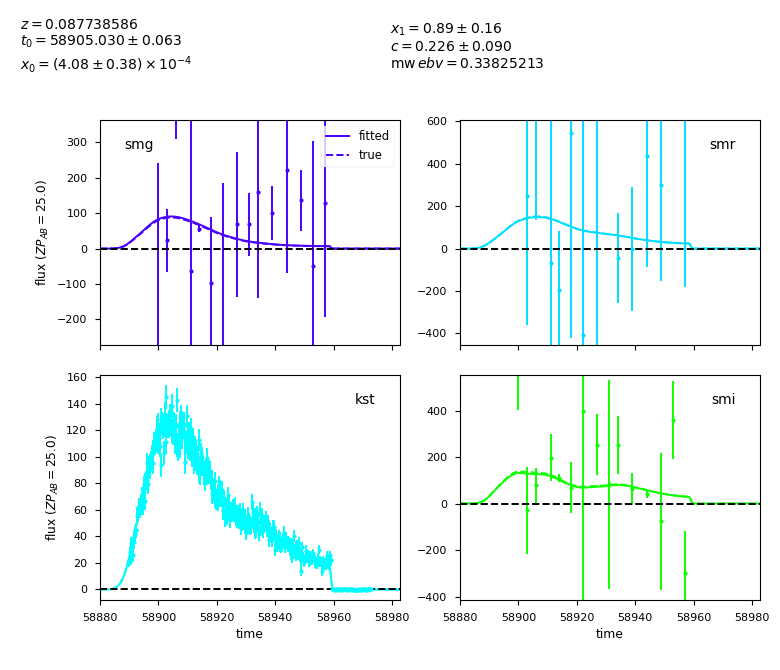 z = 0.087738586
t₀ = 58905.030 ± 0.063
x₀ = (4.08 ± 0.38) × 10⁻⁴
x₁ = 0.89 ± 0.16
c = 0.226 ± 0.090
mw ebv = 0.33825213
smg
fitted
true
300
200
100
0
−100
−200
flux (ZP_AB = 25.0)
smr
600
400
200
0
−200
−400
kst
160
140
120
100
80
60
40
20
0
flux (ZP_AB = 25.0)
58880 58900 58920 58940 58960 58980
time
smi
400
200
0
−200
−400
58880 58900 58920 58940 58960 58980
time